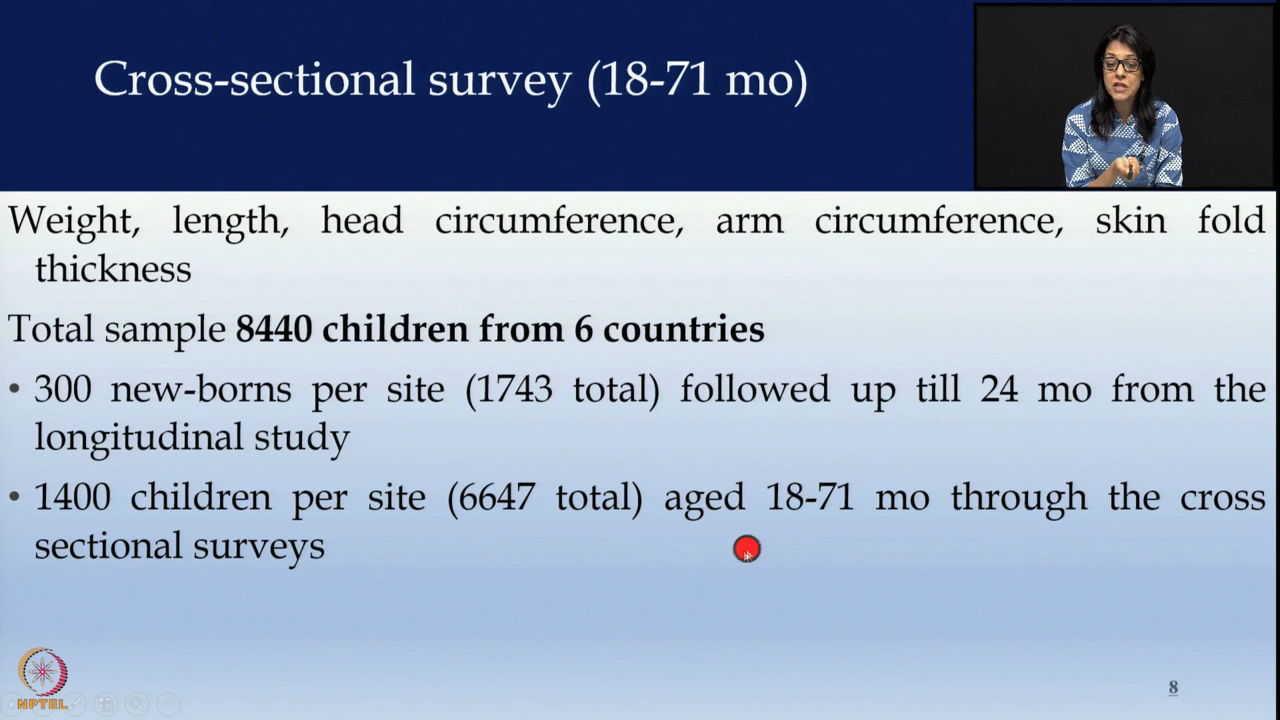 Cross-sectional survey (18-71 mo)
Weight, length, head circumference, arm circumference, skin fold
thickness
Total sample 8440 children from 6 countries
• 300 new-borns per site (1743 total) followed up till 24 mo from the
longitudinal study
• 1400 children per site (6647 total) aged 18-71 mo through the cross
sectional surveys
NPTEL
8